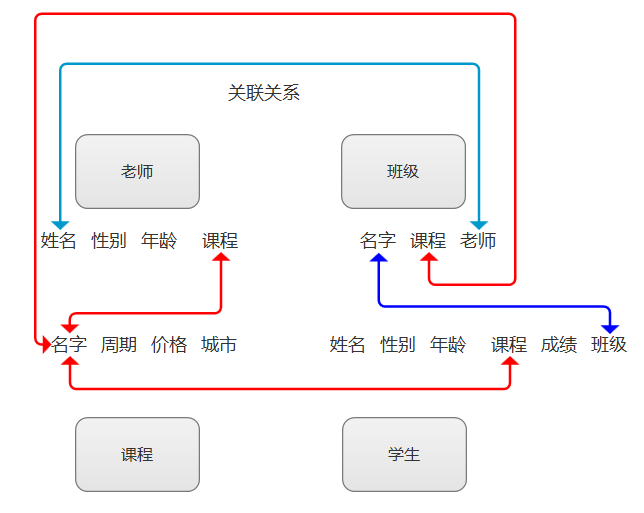 关联关系
老师 班级
姓名 性别 年龄 课程 名字 课程 老师
名字 周期 价格 城市 姓名 性别 年龄 课程 成绩 班级
课程 学生